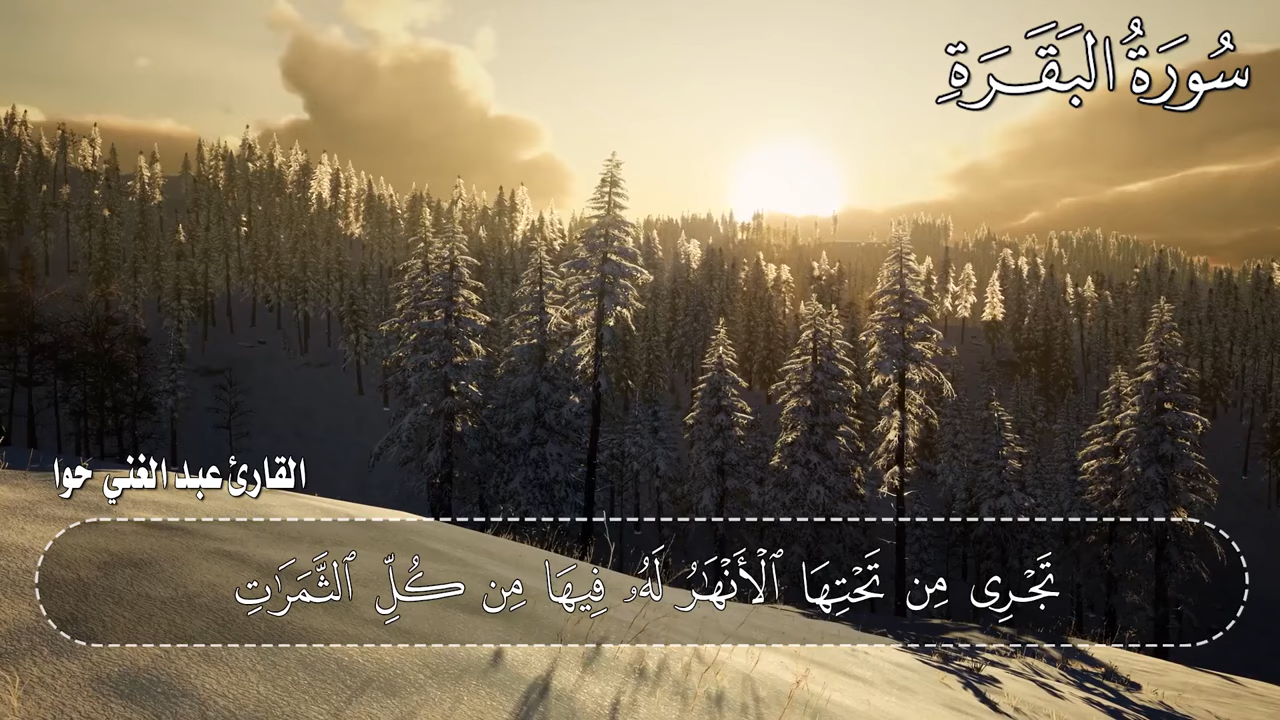 سُورَةُ البَقَرَةِ
القارئ عبد الغني حوا
تَجْرِى مِن تَحْتِهَا ٱلْأَنْهَٰرُ لَهُۥ فِيهَا مِن كُلِّ ٱلثَّمَرَٰتِ